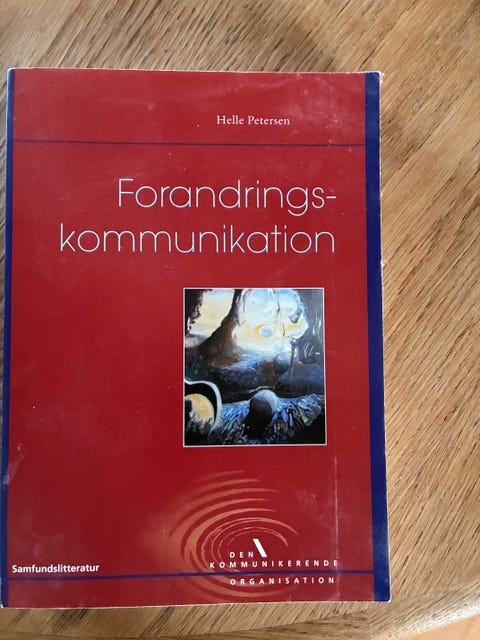 Helle Petersen
Forandrings-
kommunikation
Samfundslitteratur
DEN
KOMMUNIKERENDE
ORGANISATION